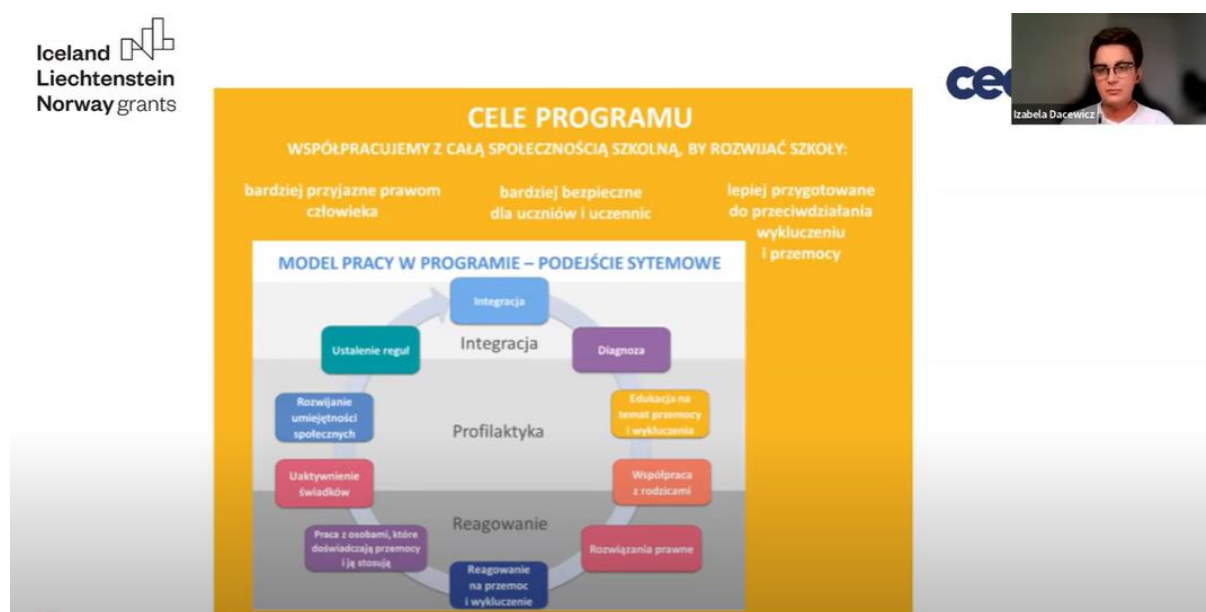 Iceland
Liechtenstein
Norway grants
Izabela Dacewicz
CELE PROGRAMU
WSPÓŁPRACUJEMY Z CAŁĄ SPOŁECZNOŚCIĄ SZKOLNĄ, BY ROZWIJAĆ SZKOŁY:
bardziej przyjazne prawom
człowieka
bardziej bezpieczne
dla uczniów i uczennic
lepiej przygotowane
do przeciwdziałania
wykluczeniu
i przemocy
MODEL PRACY W PROGRAMIE – PODEJŚCIE SYTEMOWE
Integracja
Integracja
Ustalenie reguł
Diagnoza
Rozwijanie
umiejętności
społecznych
Profilaktyka
Edukacja na
temat przemocy
i wykluczenia
Uaktywnienie
świadków
Współpraca
z rodzicami
Reagowanie
Praca z osobami, które
doświadczają przemocy
i ją stosują
Rozwiązania prawne
Reagowanie
na przemoc
i wykluczenie